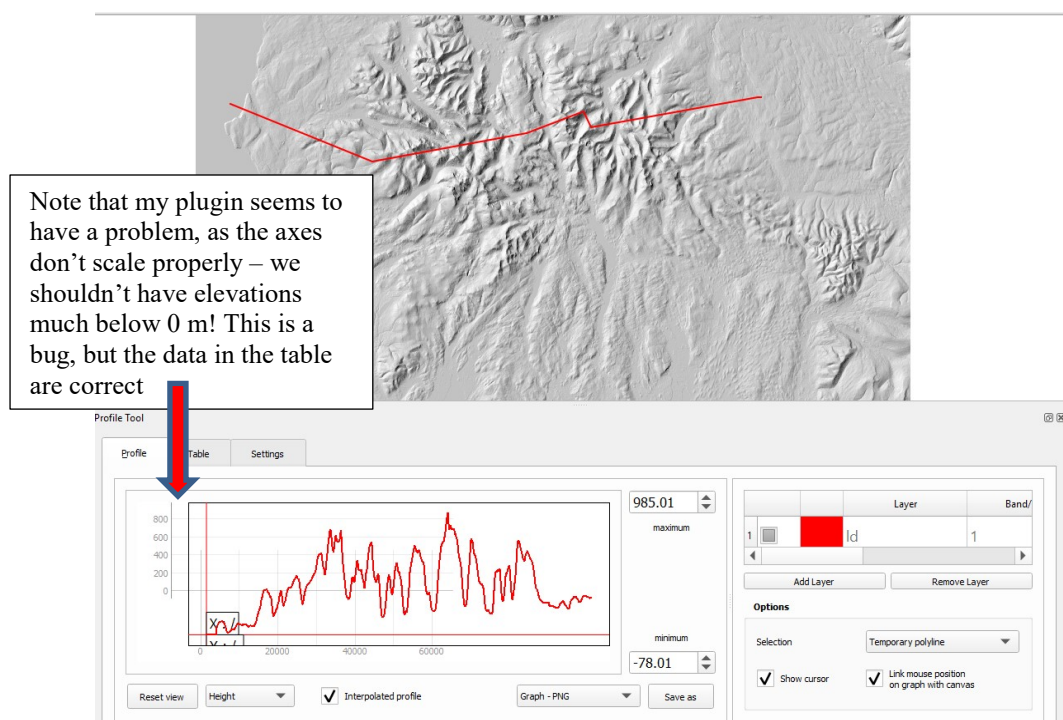 Note that my plugin seems to
have a problem, as the axes
don’t scale properly – we
shouldn’t have elevations
much below 0 m! This is a
bug, but the data in the table
are correct
Profile Tool
Profile Table Settings
985.01
maximum
800
600
400
200
0
X : /
0 20000 40000 60000
minimum
-78.01
Reset view Height Interpolated profile Graph - PNG Save as
Layer Band/
1 ld 1
Add Layer Remove Layer
Options
Selection Temporary polyline
Show cursor Link mouse position
on graph with canvas